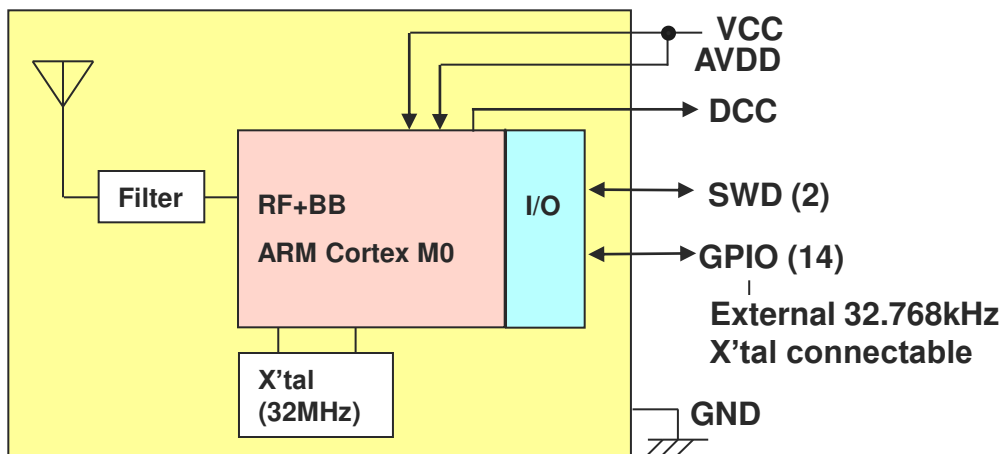 VCC
AVDD
DCC
Filter
RF+BB
ARM Cortex M0
I/O
SWD (2)
GPIO (14)
External 32.768kHz
X'tal connectable
X'tal
(32MHz)
GND